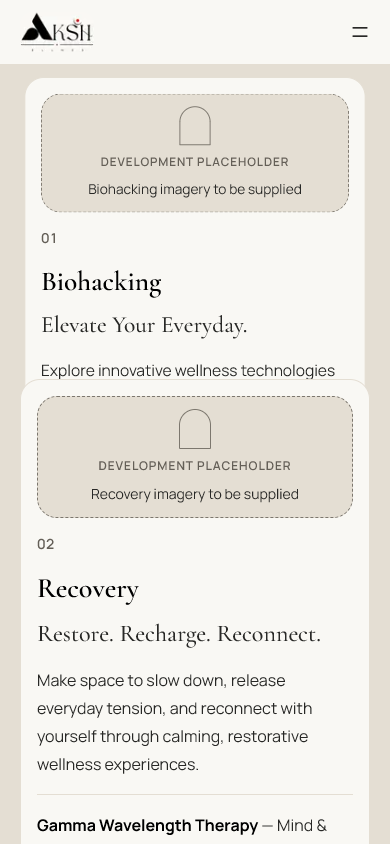 AKSH
DEVELOPMENT PLACEHOLDER
Biohacking imagery to be supplied
01
Biohacking
Elevate Your Everyday.
Explore innovative wellness technologies
DEVELOPMENT PLACEHOLDER
Recovery imagery to be supplied
02
Recovery
Restore. Recharge. Reconnect.
Make space to slow down, release
everyday tension, and reconnect with
yourself through calming, restorative
wellness experiences.
Gamma Wavelength Therapy — Mind &